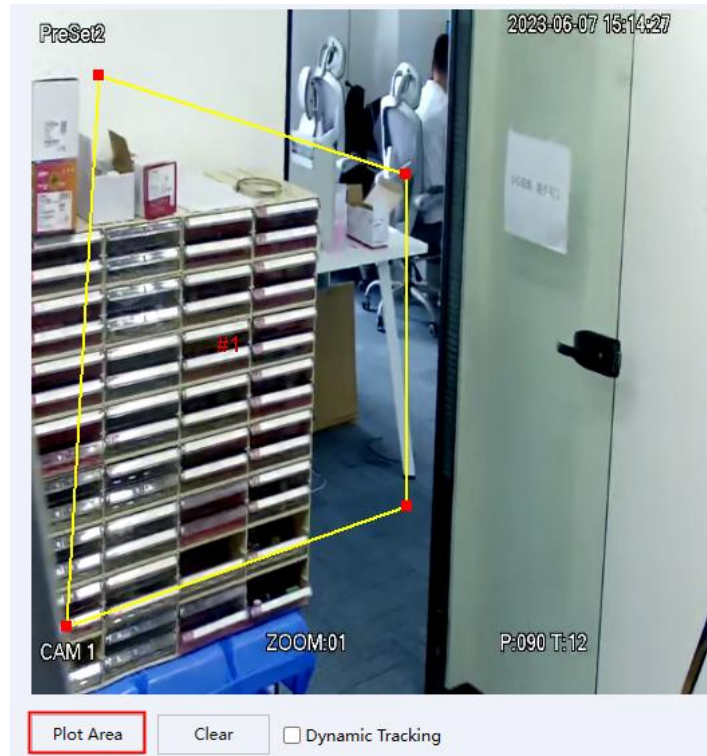 PreSet2
2023-06-07 15:14:27
#1
CAM 1
ZOOM:01
P:090 T:12
Plot Area
Clear
Dynamic Tracking